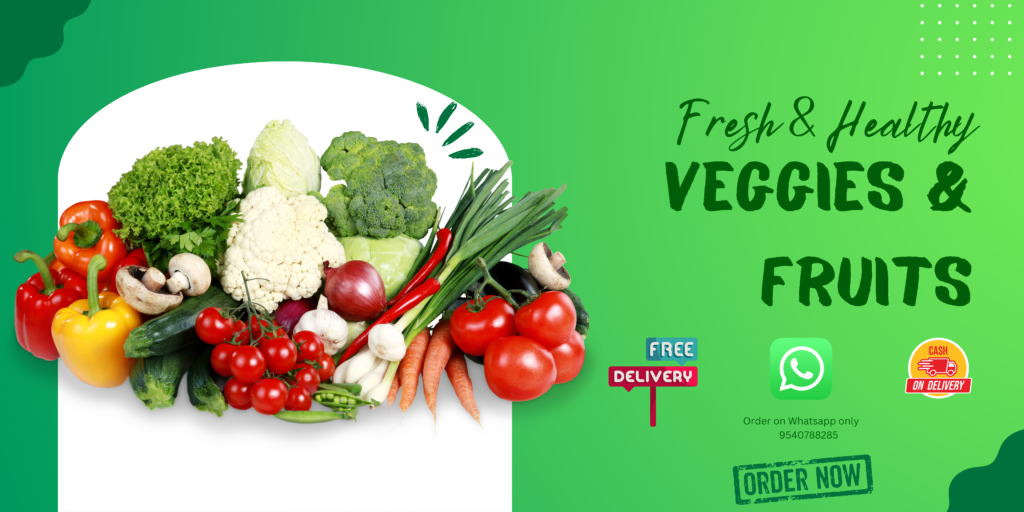 Fresh & Healthy
VEGGIES &
FRUITS
FREE
DELIVERY
CASH
ON DELIVERY
Order on Whatsapp only
9540788285
ORDER NOW